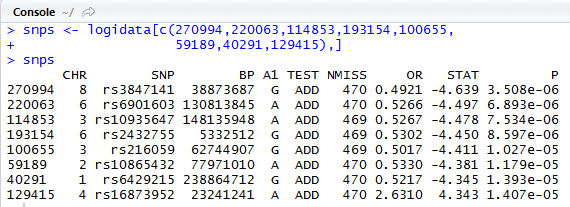 Console ~/
> snps <- logidata[c(270994,220063,114853,193154,100655,
+ 59189,40291,129415),]
> snps
CHR SNP BP A1 TEST NMISS OR STAT P
270994 8 rs3847141 38873687 G ADD 470 0.4921 -4.639 3.508e-06
220063 6 rs6901603 130813845 A ADD 470 0.5266 -4.497 6.893e-06
114853 3 rs10935647 148135948 A ADD 469 0.5267 -4.478 7.534e-06
193154 6 rs2432755 5332512 G ADD 469 0.5302 -4.450 8.597e-06
100655 3 rs216059 62744907 G ADD 469 0.5017 -4.411 1.027e-05
59189 2 rs10865432 77971010 A ADD 470 0.5330 -4.381 1.179e-05
40291 1 rs6429215 238864712 G ADD 470 0.5217 -4.345 1.393e-05
129415 4 rs16873952 23241241 A ADD 470 2.6310 4.343 1.407e-05